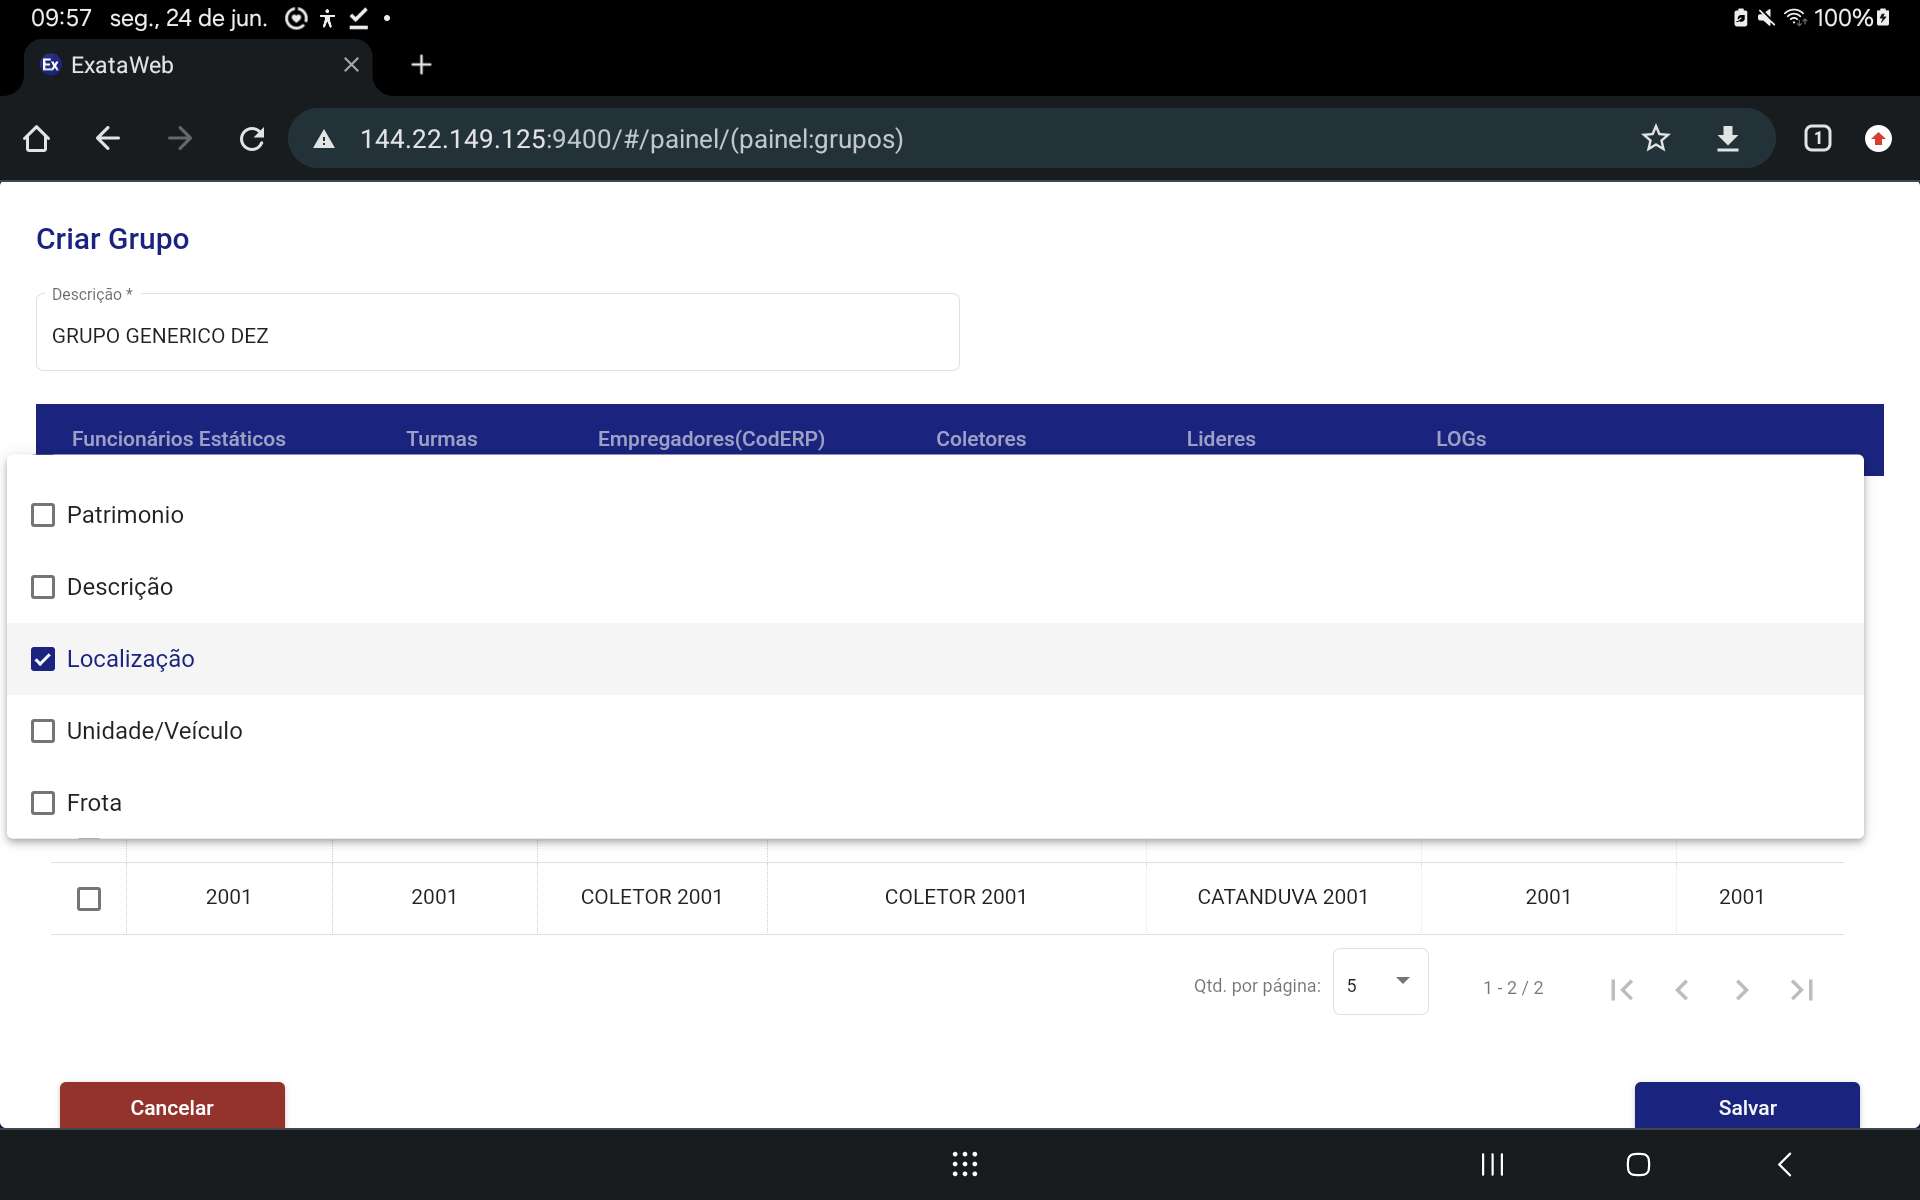 09:57 seg., 24 de jun.
100%
Ex ExataWeb
144.22.149.125:9400/#/painel/(painel:grupos)
1
Criar Grupo
Descrição *
GRUPO GENERICO DEZ
Funcionários Estáticos Turmas Empregadores(CodERP) Coletores Lideres LOGs
Patrimonio
Descrição
Localização
Unidade/Veículo
Frota
2001 2001 COLETOR 2001 COLETOR 2001 CATANDUVA 2001 2001 2001
Qtd. por página: 5 1 - 2 / 2
Cancelar Salvar